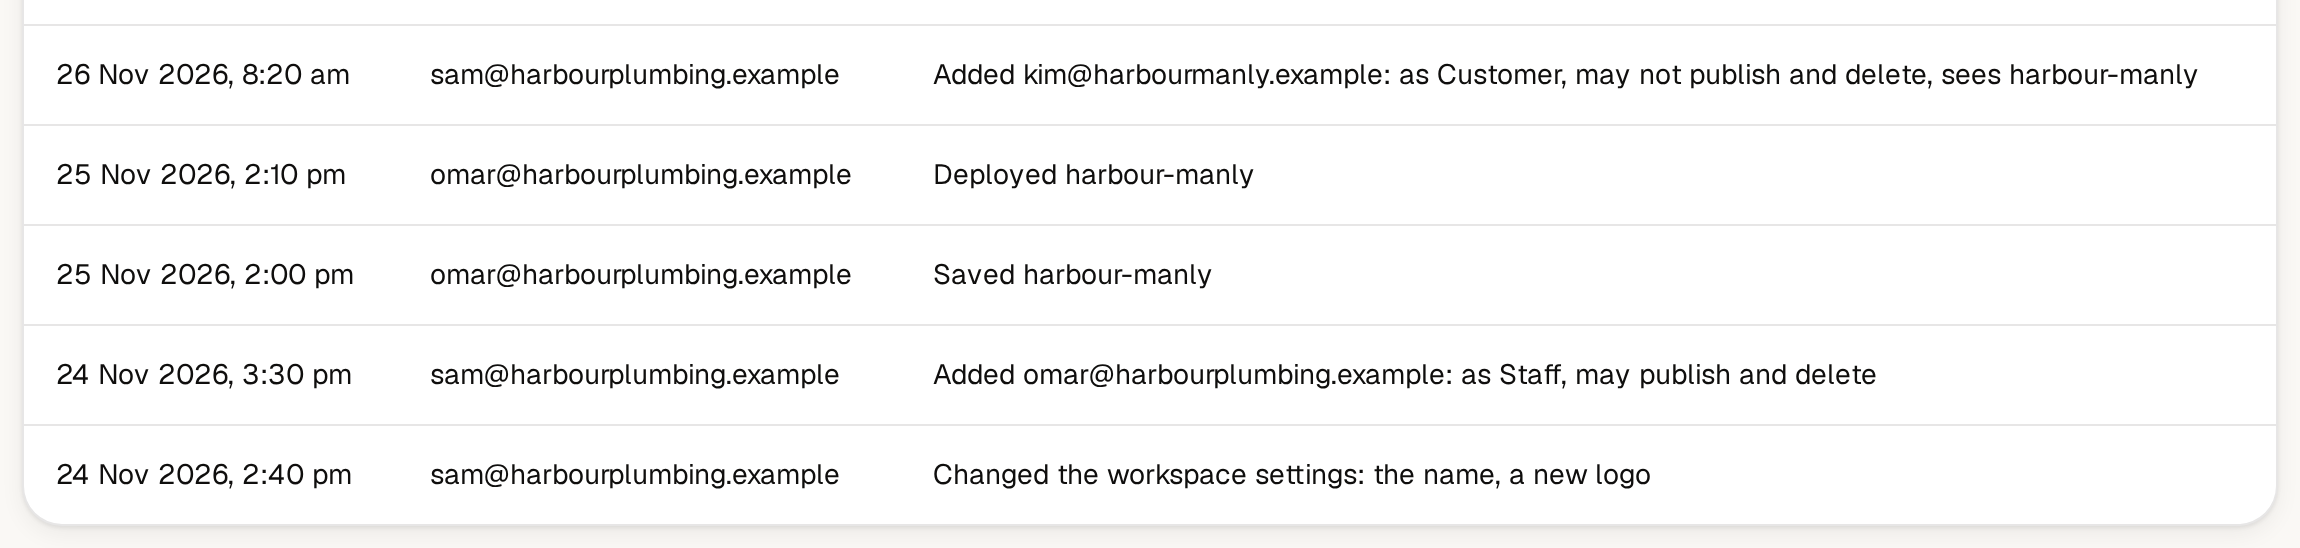 26 Nov 2026, 8:20 am sam@harbourplumbing.example Added kim@harbourmanly.example: as Customer, may not publish and delete, sees harbour-manly
25 Nov 2026, 2:10 pm omar@harbourplumbing.example Deployed harbour-manly
25 Nov 2026, 2:00 pm omar@harbourplumbing.example Saved harbour-manly
24 Nov 2026, 3:30 pm sam@harbourplumbing.example Added omar@harbourplumbing.example: as Staff, may publish and delete
24 Nov 2026, 2:40 pm sam@harbourplumbing.example Changed the workspace settings: the name, a new logo